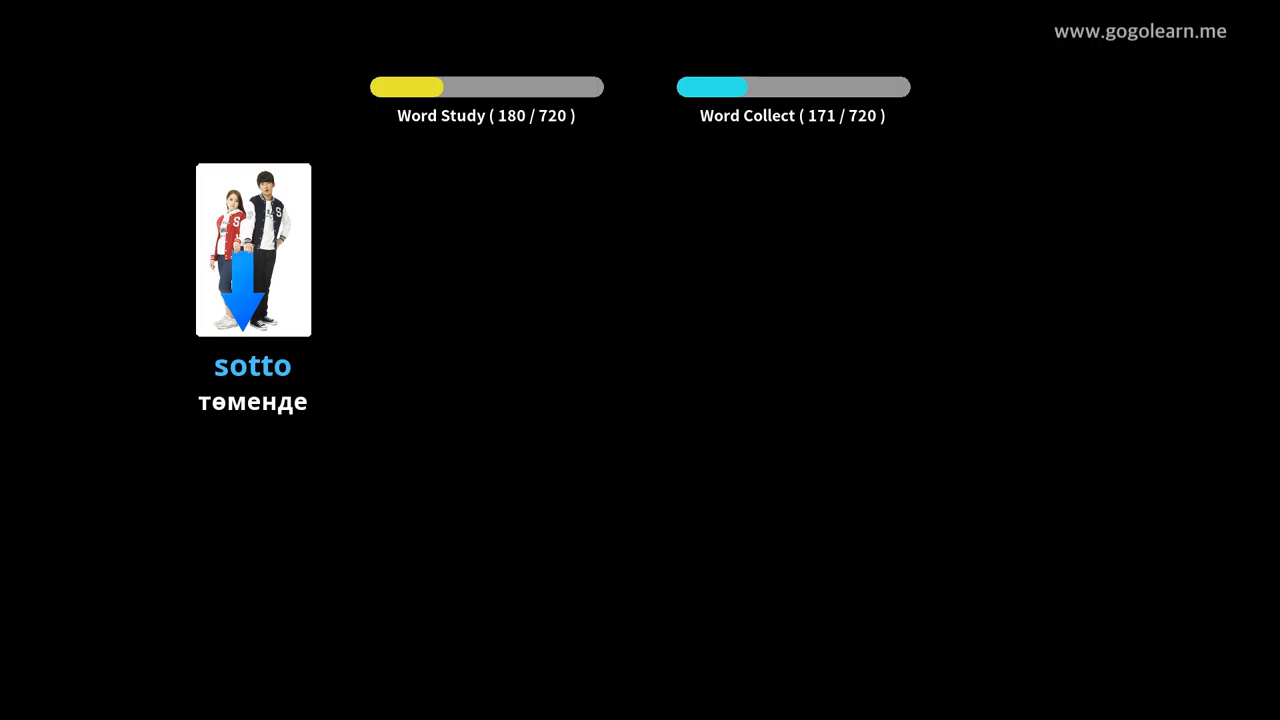 www.gogolearn.me
Word Study ( 180 / 720 )
Word Collect ( 171 / 720 )
S
S
sotto
төменде